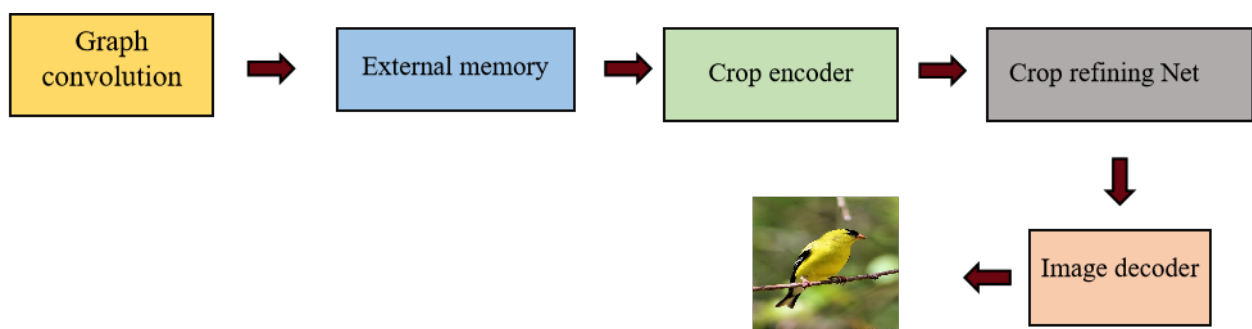 Graph
convolution
External memory
Crop encoder
Crop refining Net
Image decoder